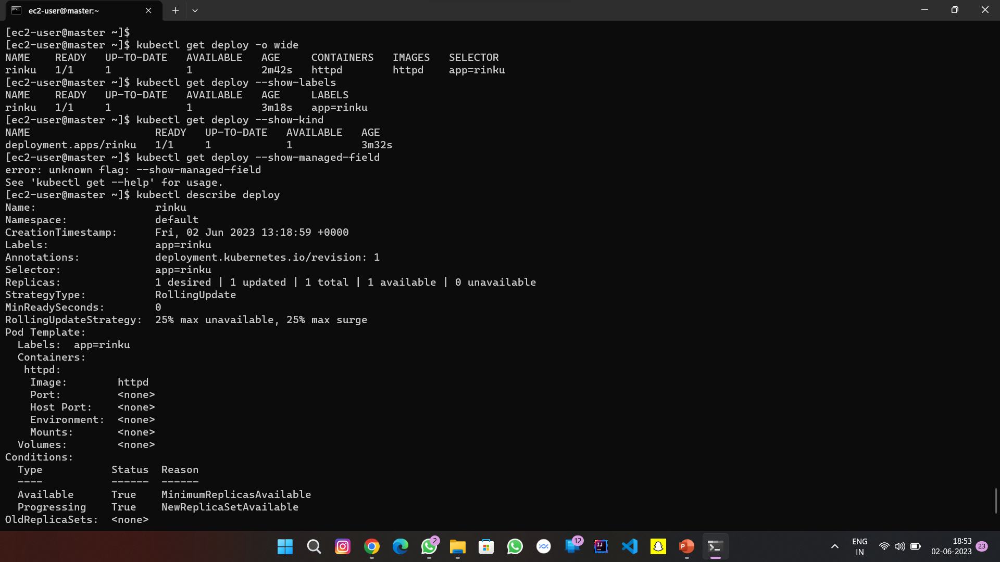 ec2-user@master:~
[ec2-user@master ~]$
[ec2-user@master ~]$ kubectl get deploy -o wide
NAME    READY   UP-TO-DATE   AVAILABLE   AGE     CONTAINERS   IMAGES   SELECTOR
rinku   1/1     1            1           2m42s   httpd        httpd    app=rinku
[ec2-user@master ~]$ kubectl get deploy --show-labels
NAME    READY   UP-TO-DATE   AVAILABLE   AGE     LABELS
rinku   1/1     1            1           3m18s   app=rinku
[ec2-user@master ~]$ kubectl get deploy --show-kind
NAME                    READY   UP-TO-DATE   AVAILABLE   AGE
deployment.apps/rinku   1/1     1            1           3m32s
[ec2-user@master ~]$ kubectl get deploy --show-managed-field
error: unknown flag: --show-managed-field
See 'kubectl get --help' for usage.
[ec2-user@master ~]$ kubectl describe deploy
Name:                   rinku
Namespace:              default
CreationTimestamp:      Fri, 02 Jun 2023 13:18:59 +0000
Labels:                 app=rinku
Annotations:            deployment.kubernetes.io/revision: 1
Selector:               app=rinku
Replicas:               1 desired | 1 updated | 1 total | 1 available | 0 unavailable
StrategyType:           RollingUpdate
MinReadySeconds:        0
RollingUpdateStrategy:  25% max unavailable, 25% max surge
Pod Template:
  Labels:  app=rinku
  Containers:
   httpd:
    Image:        httpd
    Port:         <none>
    Host Port:    <none>
    Environment:  <none>
    Mounts:       <none>
  Volumes:        <none>
Conditions:
  Type           Status  Reason
  ----           ------  ------
  Available      True    MinimumReplicasAvailable
  Progressing    True    NewReplicaSetAvailable
OldReplicaSets:  <none>
2
12
IJ
P
ENG
IN
18:53
02-06-2023
23